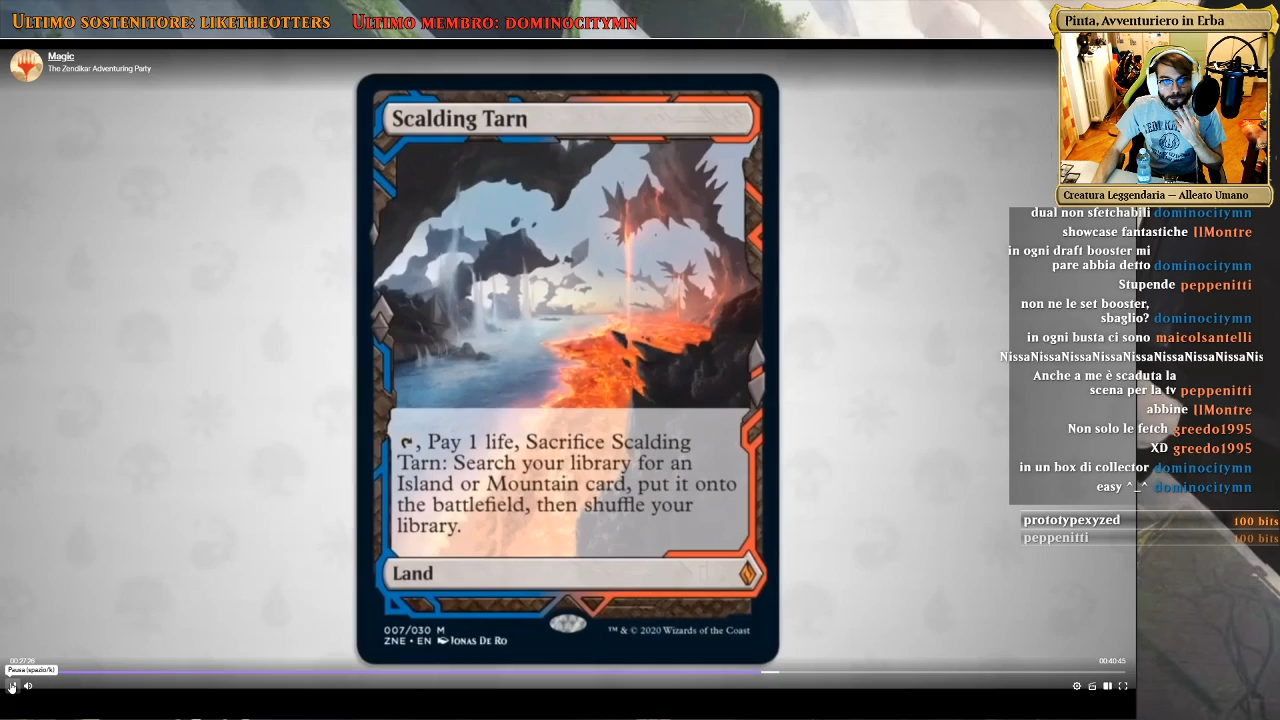 Ultimo sostenitore: liketheotters Ultimo membro: dominocitymn
Pinta, Avventuriero in Erba
Magic
The Zendikar Adventuring Party
Scalding Tarn
, Pay 1 life, Sacrifice Scalding
Tarn: Search your library for an
Island or Mountain card, put it onto
the battlefield, then shuffle your
library.
Land
007/030 M
ZNE • EN Jonas De Ro
™ & © 2020 Wizards of the Coast
00:27:26
00:40:45
Pausa (spazio/k)
Creatura Leggendaria — Alleato Umano
dual non sfetchabili dominocitymn
showcase fantastiche IlMontre
in ogni draft booster mi
pare abbia detto dominocitymn
Stupende peppenitti
non ne le set booster,
sbaglio? dominocitymn
in ogni busta ci sono maicolsantelli
NissaNissaNissaNissaNissaNissaNissaNissaNis
Anche a me è scaduta la
scena per la tv peppenitti
abbine IlMontre
Non solo le fetch greedo1995
XD greedo1995
in un box di collector dominocitymn
easy ^_^ dominocitymn
prototypexyzed 100 bits
peppenitti 100 bits